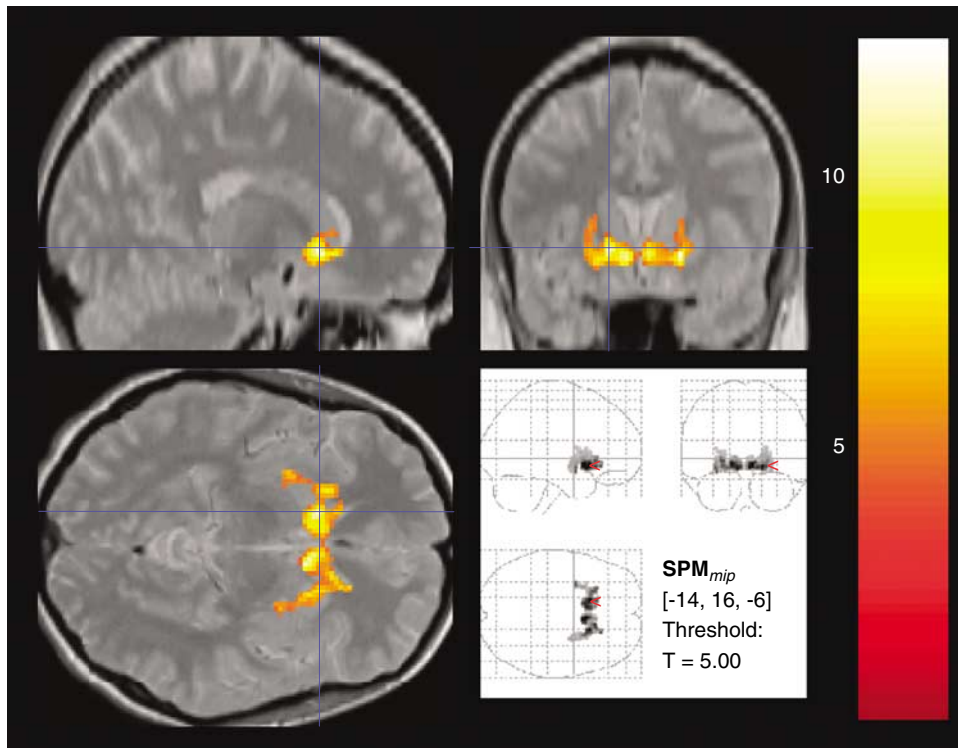 10
5
SPMmip
[-14, 16, -6]
Threshold:
T = 5.00